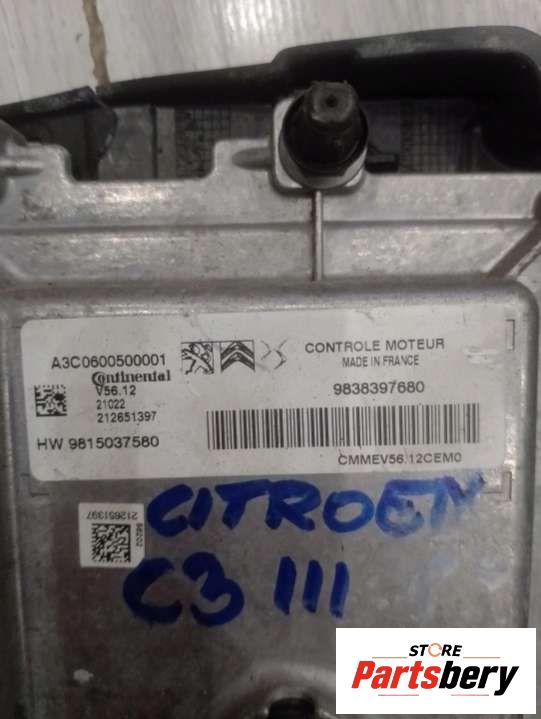 A3C0600500001
Continental
V56.12
21022
212651397
HW 9815037580
CONTROLE MOTEUR
MADE IN FRANCE
9838397680
CMMEV56.12CEM0
212651397
CITROEN
C3 III
STORE
Partsbery